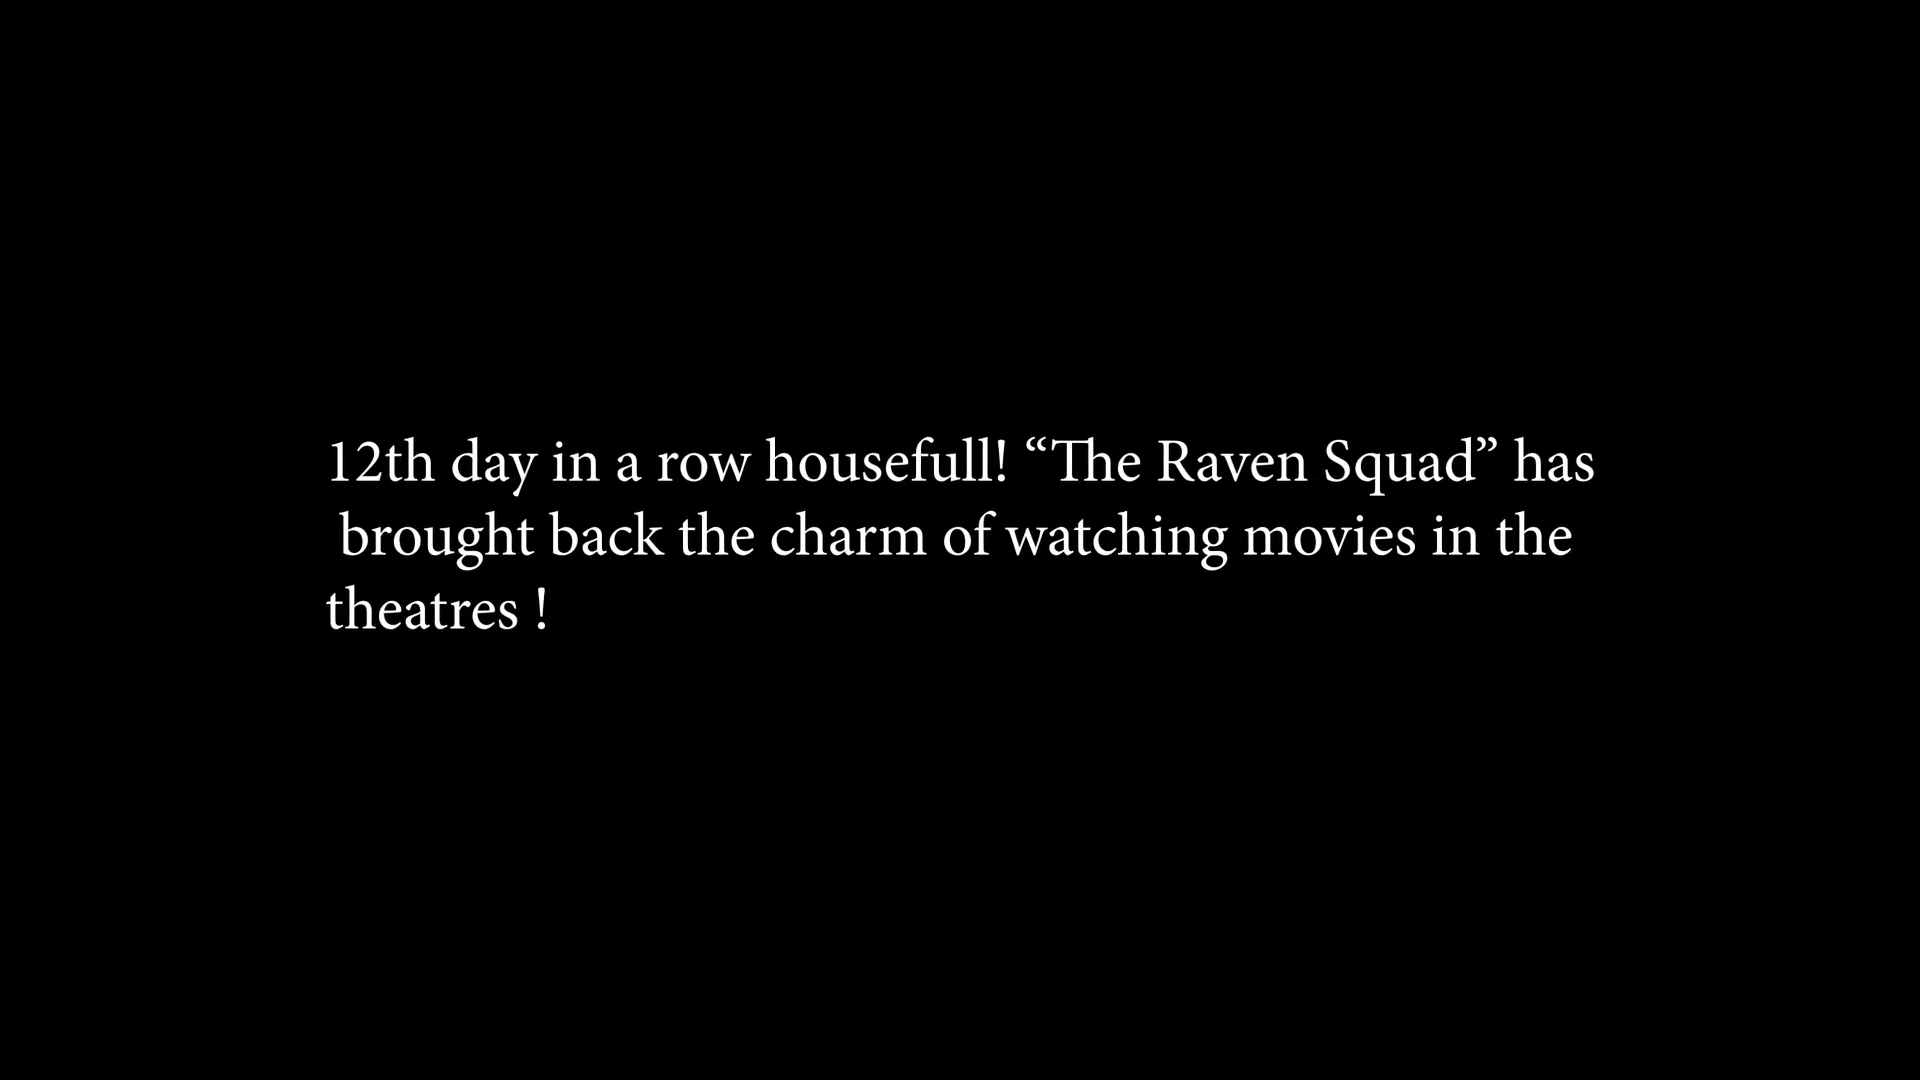 12th day in a row housefull! “The Raven Squad” has
brought back the charm of watching movies in the
theatres !